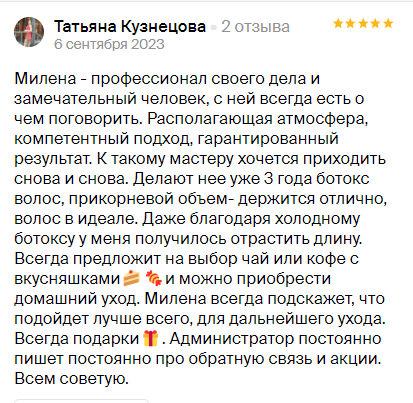 Татьяна Кузнецова • 2 отзыва
6 сентября 2023
Милена - профессионал своего дела и
замечательный человек, с ней всегда есть о
чем поговорить. Располагающая атмосфера,
компетентный подход, гарантированный
результат. К такому мастеру хочется приходить
снова и снова. Делают нее уже 3 года ботокс
волос, прикорневой объем- держится отлично,
волос в идеале. Даже благодаря холодному
ботоксу у меня получилось отрастить длину.
Всегда предложит на выбор чай или кофе с
вкусняшками🍰🍬и можно приобрести
домашний уход. Милена всегда подскажет, что
подойдет лучше всего, для дальнейшего ухода.
Всегда подарки🎁. Администратор постоянно
пишет постоянно про обратную связь и акции.
Всем советую.